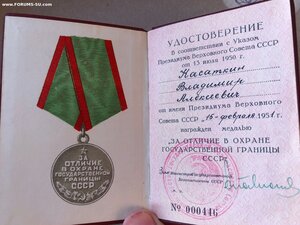 www.FORUMS-SU.com
ЗА
ОТЛИЧИЕ
В ОХРАНЕ
ГОСУДАРСТВЕННОЙ
ГРАНИЦЫ
СССР
УДОСТОВЕРЕНИЕ
В соответствии с Указом
Президиума Верховного Совета СССР
от 13 июля 1950 г.
Касаткин
Владимир
Алексеевич
от имени Президиума Верховного
Совета СССР 16 февраля 1951 г.
награжден медалью
„ЗА ОТЛИЧИЕ В ОХРАНЕ
ГОСУДАРСТВЕННОЙ ГРАНИЦЫ
СССР"
№ 000446